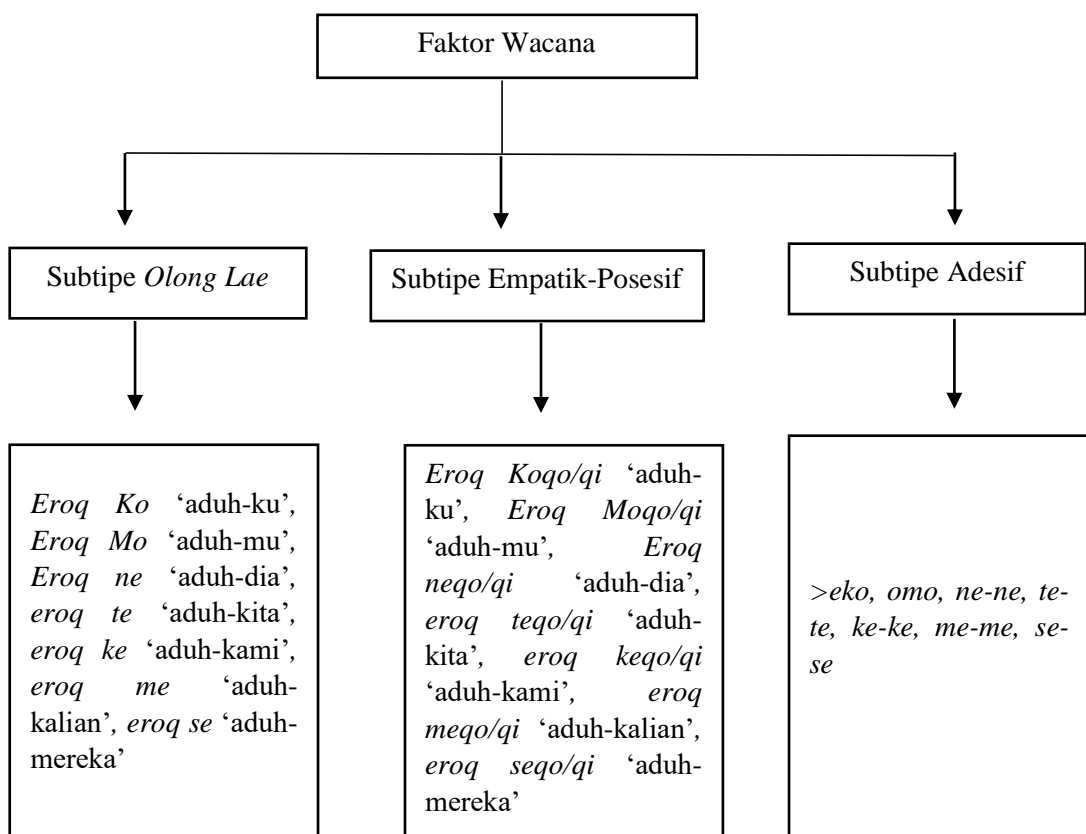 Faktor Wacana
Subtipe Olong Lae
Subtipe Empatik-Posesif
Subtipe Adesif
Eroq Ko ‘aduh-ku’,
Eroq Mo ‘aduh-mu’,
Eroq ne ‘aduh-dia’,
eroq te ‘aduh-kita’,
eroq ke ‘aduh-kami’,
eroq me ‘aduh-
kalian’, eroq se ‘aduh-
mereka’
Eroq Koqo/qi ‘aduh-
ku’, Eroq Moqo/qi
‘aduh-mu’, Eroq
neqo/qi ‘aduh-dia’,
eroq teqo/qi ‘aduh-
kita’, eroq keqo/qi
‘aduh-kami’, eroq
meqo/qi ‘aduh-kalian’,
eroq seqo/qi ‘aduh-
mereka’
>eko, omo, ne-ne, te-
te, ke-ke, me-me, se-
se